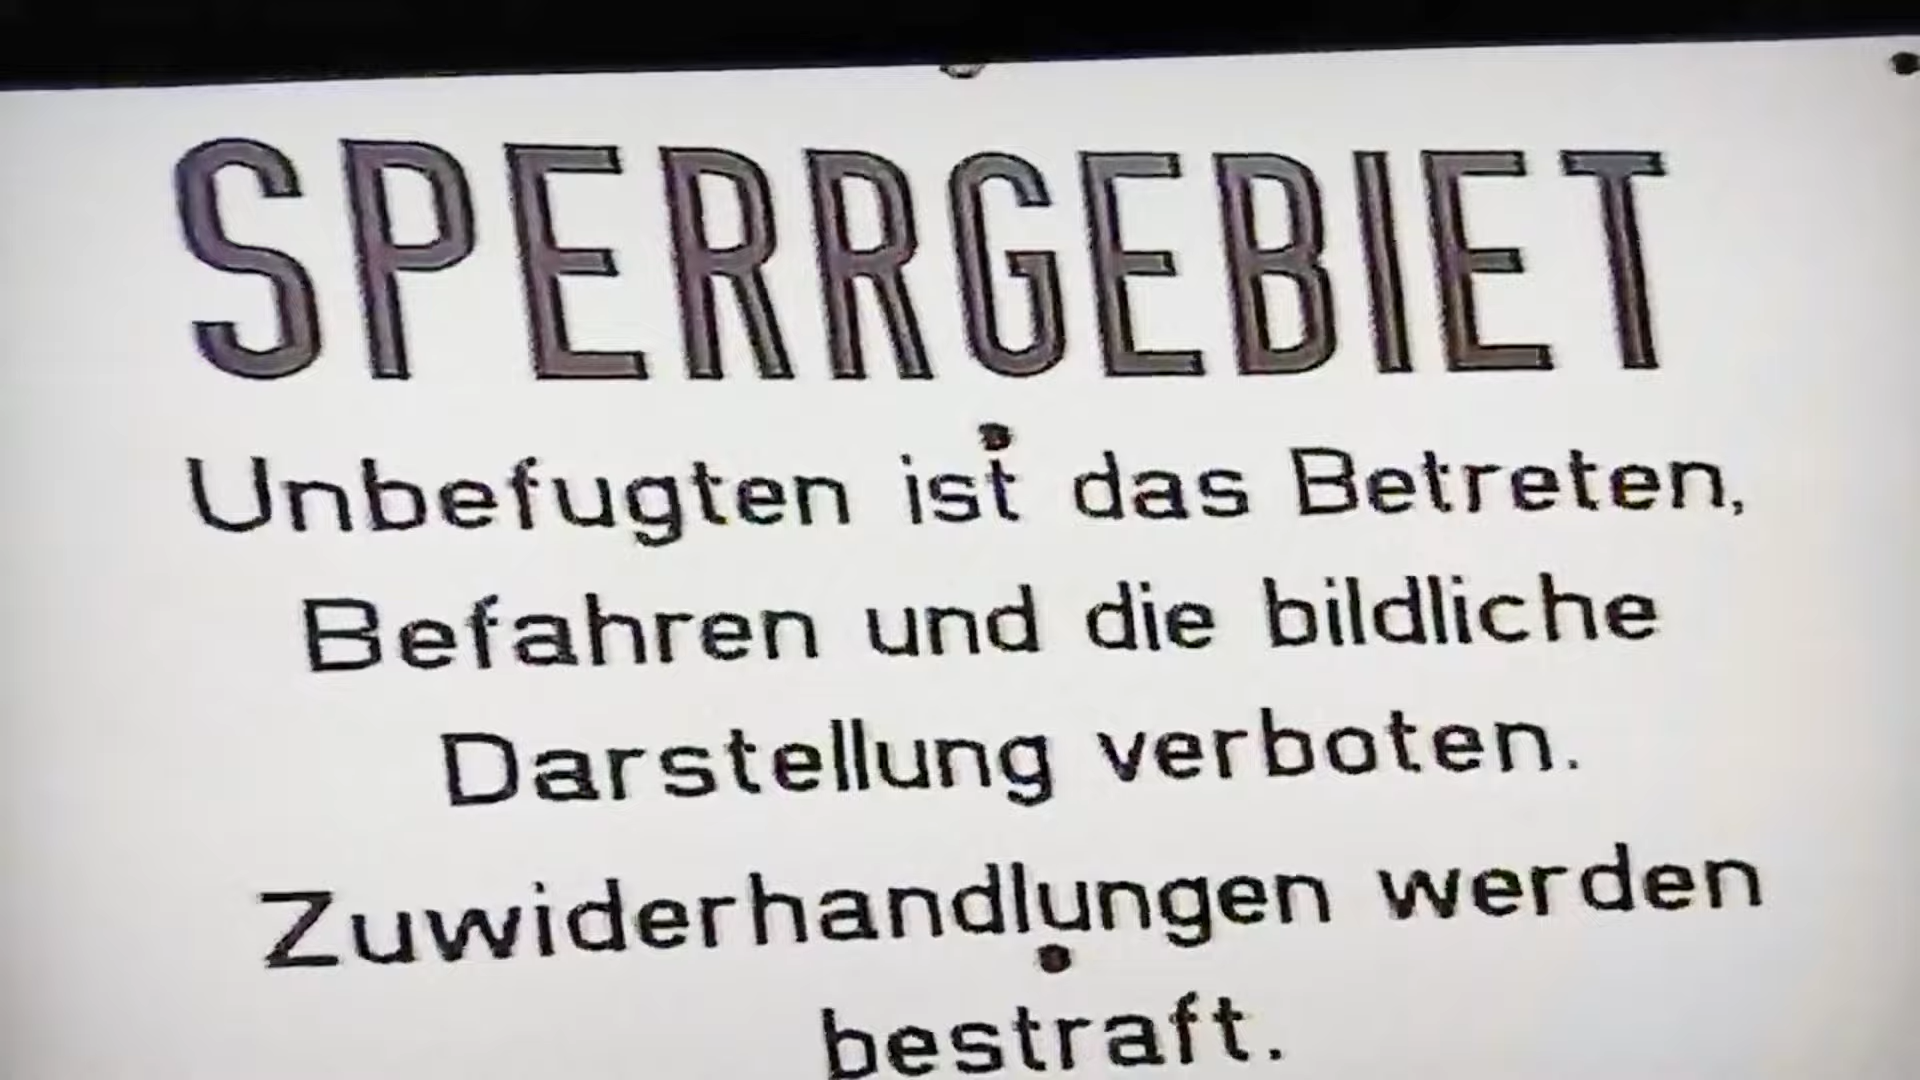 SPERRGEBIET
Unbefugten ist das Betreten,
Befahren und die bildliche
Darstellung verboten.
Zuwiderhandlungen werden
bestraft.